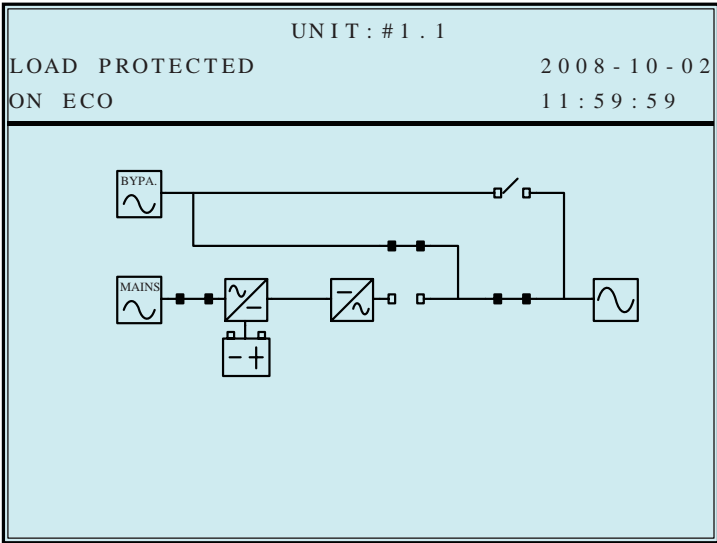 UNIT:#1.1
LOAD PROTECTED 2008-10-02
ON ECO 11:59:59
BYPA.
MAINS